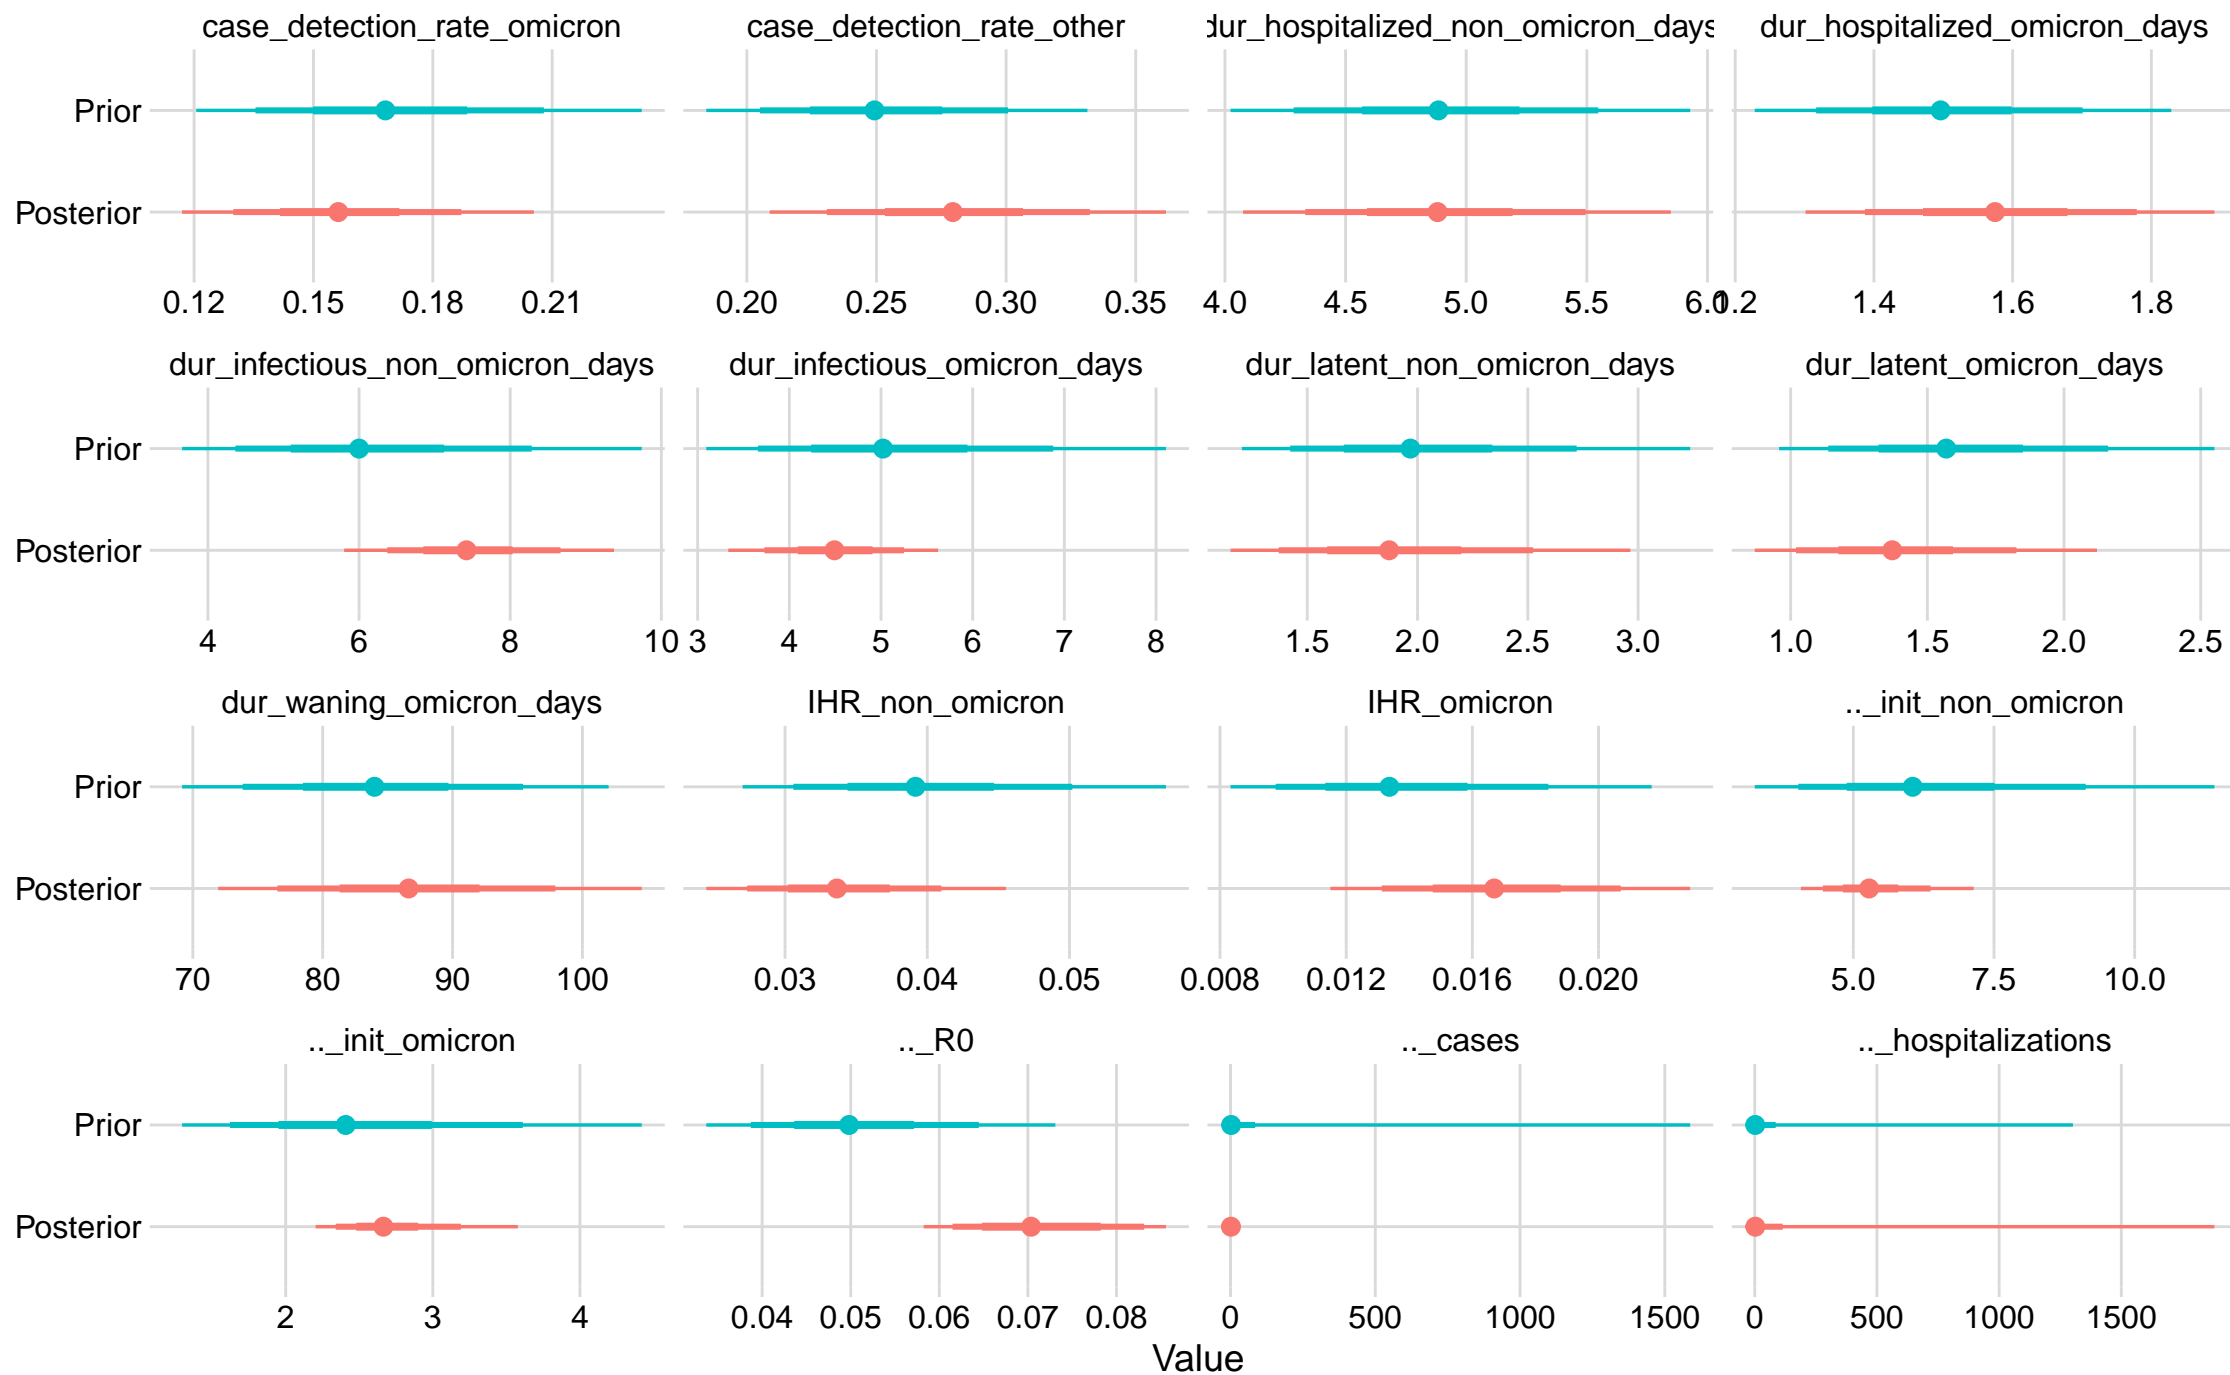 case_detection_rate_omicron case_detection_rate_other dur_hospitalized_non_omicron_days dur_hospitalized_omicron_days
Prior
Posterior
0.12 0.15 0.18 0.21 0.20 0.25 0.30 0.35 4.0 4.5 5.0 5.5 6.0 1.2 1.4 1.6 1.8
dur_infectious_non_omicron_days dur_infectious_omicron_days dur_latent_non_omicron_days dur_latent_omicron_days
Prior
Posterior
4 6 8 10 3 4 5 6 7 8 1.5 2.0 2.5 3.0 1.0 1.5 2.0 2.5
dur_waning_omicron_days IHR_non_omicron IHR_omicron .._init_non_omicron
Prior
Posterior
70 80 90 100 0.03 0.04 0.05 0.008 0.012 0.016 0.020 5.0 7.5 10.0
.._init_omicron .._R0 .._cases .._hospitalizations
Prior
Posterior
2 3 4 0.04 0.05 0.06 0.07 0.08 0 500 1000 1500 0 500 1000 1500
Value